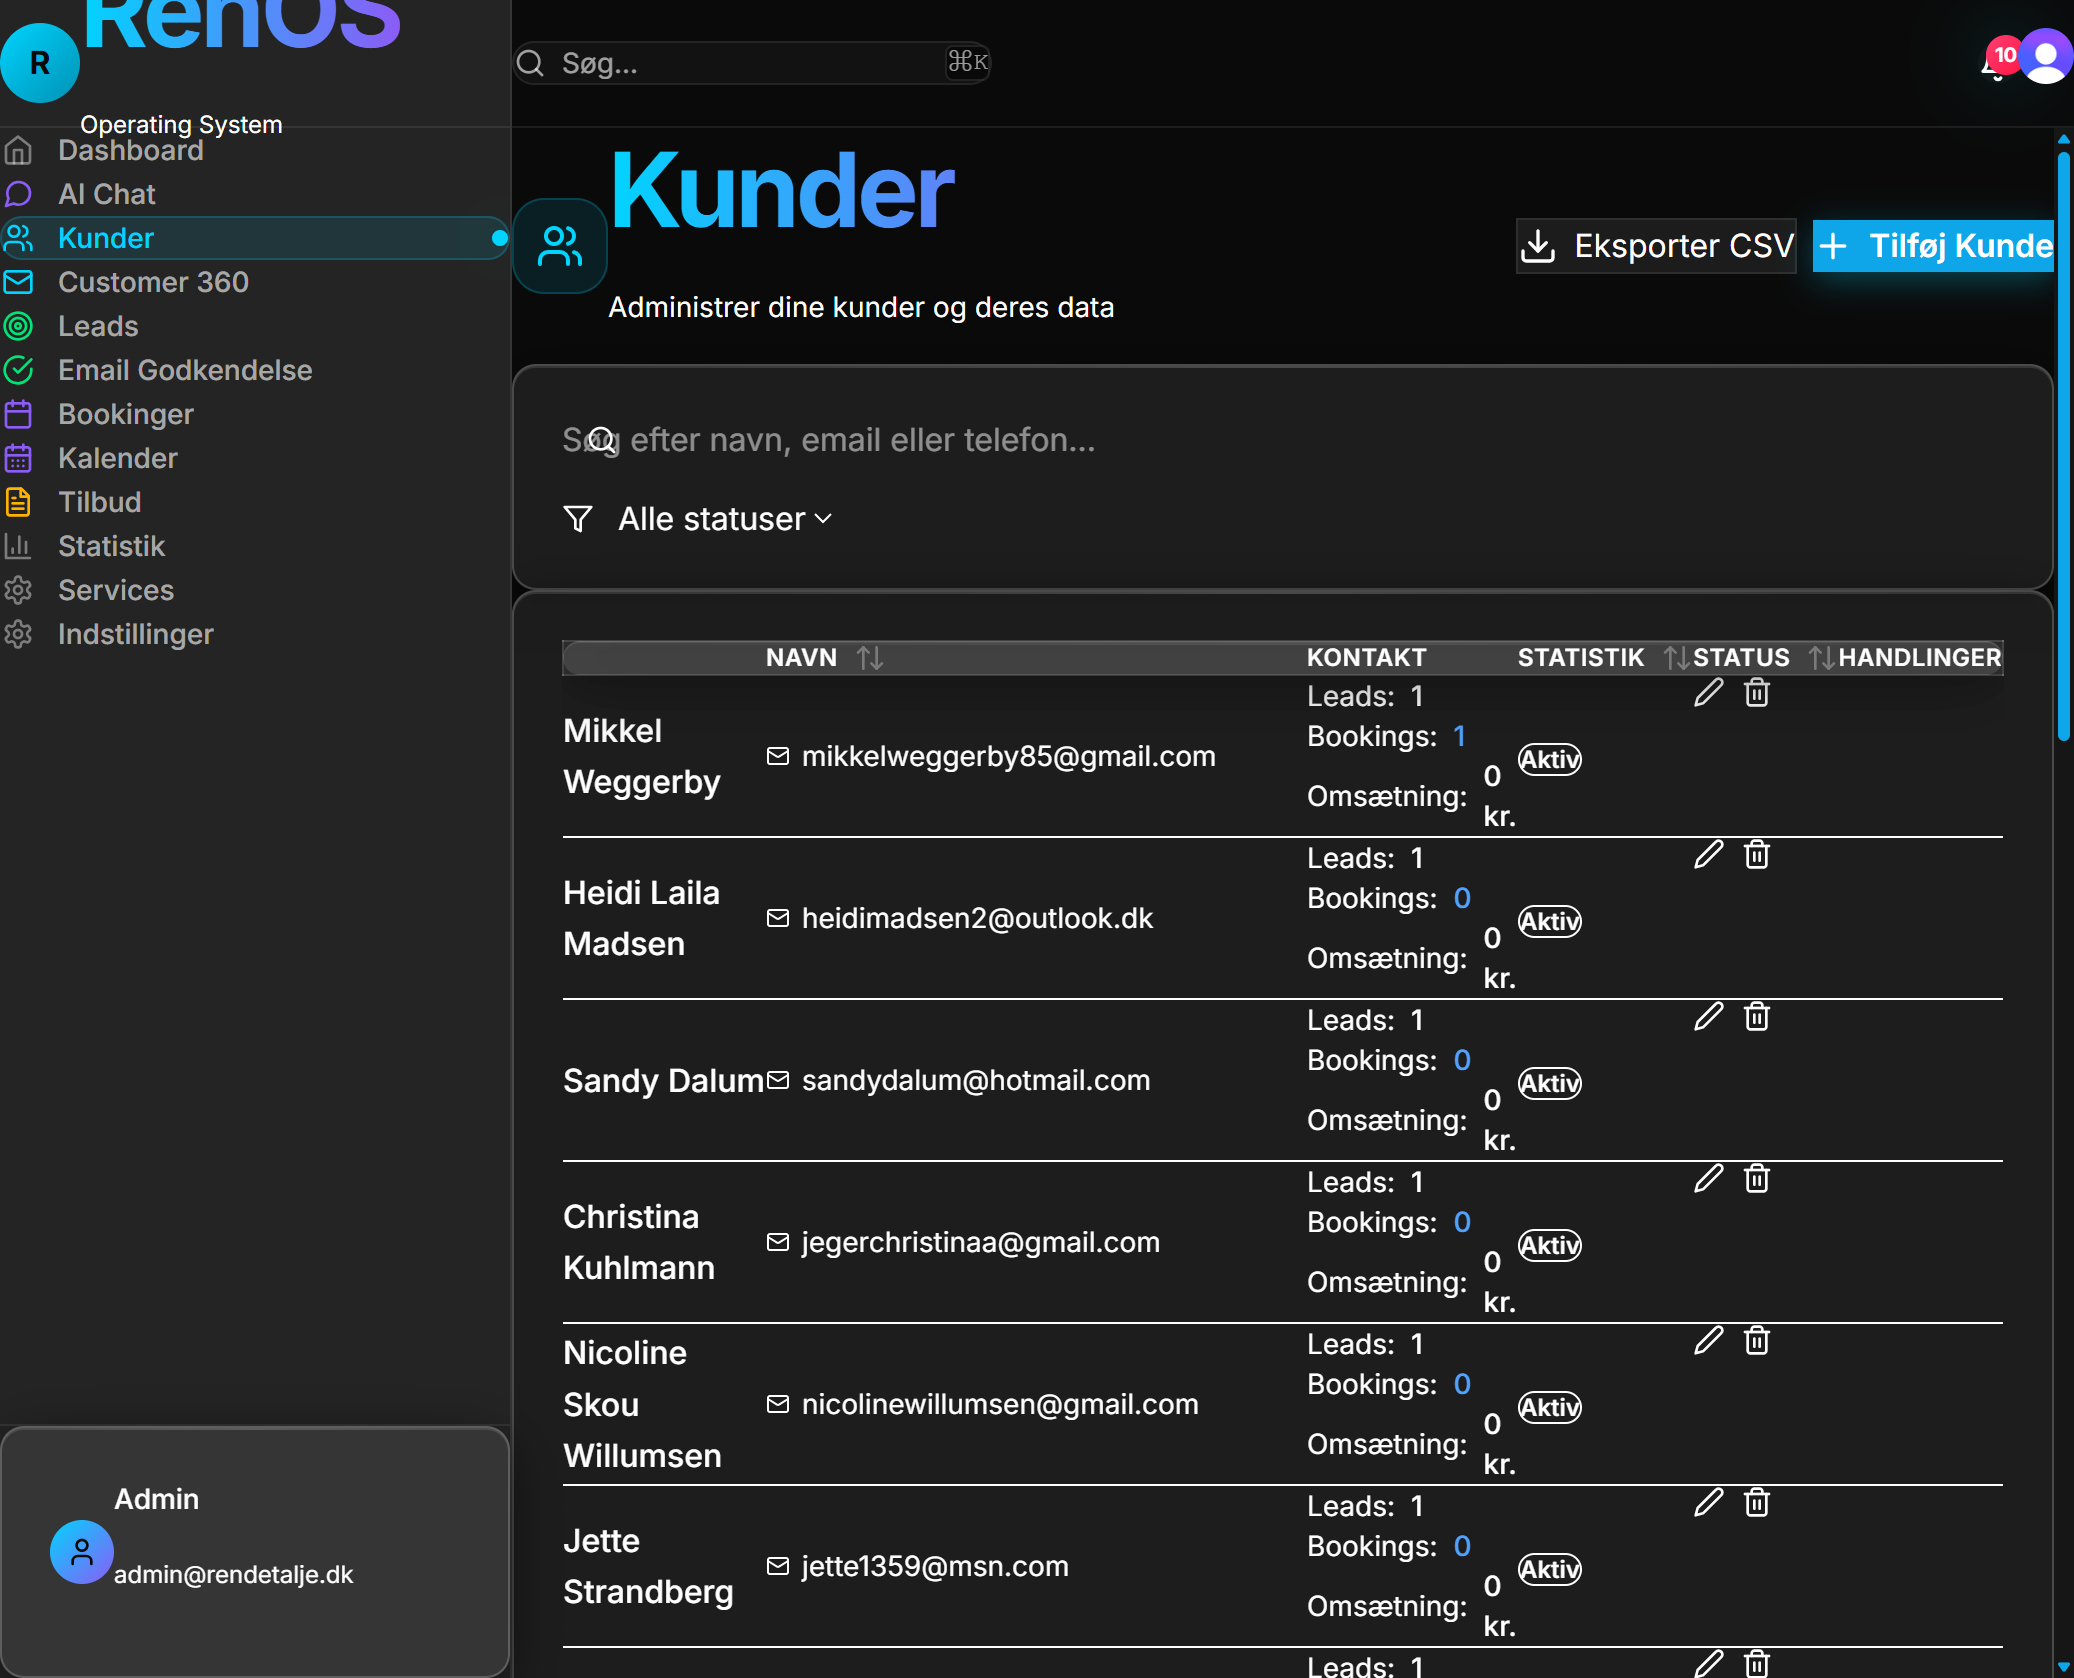 RenOS
R
Operating System
Søg...
⌘K
10
Dashboard
AI Chat
Kunder
Customer 360
Leads
Email Godkendelse
Bookinger
Kalender
Tilbud
Statistik
Services
Indstillinger
Admin
admin@rendetalje.dk
Kunder
Administrer dine kunder og deres data
Eksporter CSV
Tilføj Kunde
Søg efter navn, email eller telefon...
Alle statuser
NAVN KONTAKT STATISTIK STATUS HANDLINGER
Mikkel
Weggerby
mikkelweggerby85@gmail.com
Leads: 1
Bookings: 1
Omsætning: 0
kr.
Aktiv
Heidi Laila
Madsen
heidimadsen2@outlook.dk
Leads: 1
Bookings: 0
Omsætning: 0
kr.
Aktiv
Sandy Dalum
sandydalum@hotmail.com
Leads: 1
Bookings: 0
Omsætning: 0
kr.
Aktiv
Christina
Kuhlmann
jegerchristinaa@gmail.com
Leads: 1
Bookings: 0
Omsætning: 0
kr.
Aktiv
Nicoline
Skou
Willumsen
nicolinewillumsen@gmail.com
Leads: 1
Bookings: 0
Omsætning: 0
kr.
Aktiv
Jette
Strandberg
jette1359@msn.com
Leads: 1
Bookings: 0
Omsætning: 0
kr.
Aktiv
Leads: 1